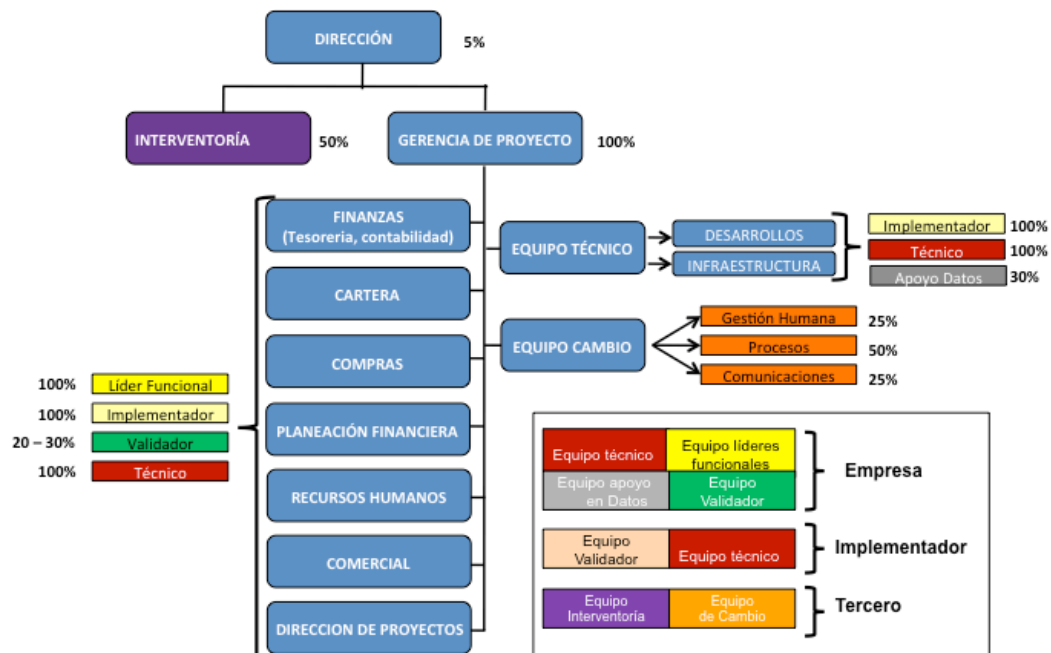 DIRECCIÓN
5%
INTERVENTORÍA
50%
GERENCIA DE PROYECTO
100%
FINANZAS
(Tesoreria, contabilidad)
CARTERA
COMPRAS
PLANEACIÓN FINANCIERA
RECURSOS HUMANOS
COMERCIAL
DIRECCION DE PROYECTOS
100%
Líder Funcional
100%
Implementador
20 – 30%
Validador
100%
Técnico
EQUIPO TÉCNICO
DESARROLLOS
INFRAESTRUCTURA
Implementador
100%
Técnico
100%
Apoyo Datos
30%
EQUIPO CAMBIO
Gestión Humana
25%
Procesos
50%
Comunicaciones
25%
Equipo técnico
Equipo líderes
funcionales
Equipo apoyo
en Datos
Equipo
Validador
Empresa
Equipo
Validador
Equipo técnico
Implementador
Equipo
Interventoría
Equipo
de Cambio
Tercero